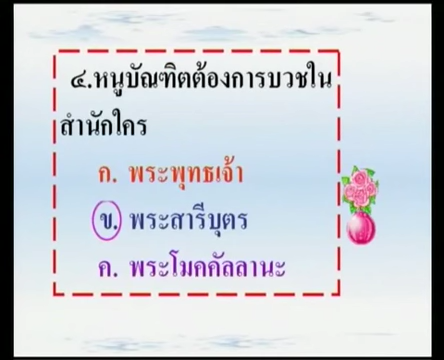 ๔.หนูบัณฑิตต้องการบวชใน
สำนักใคร
ก. พระพุทธเจ้า
ข. พระสารีบุตร
ค. พระโมคคัลลานะ